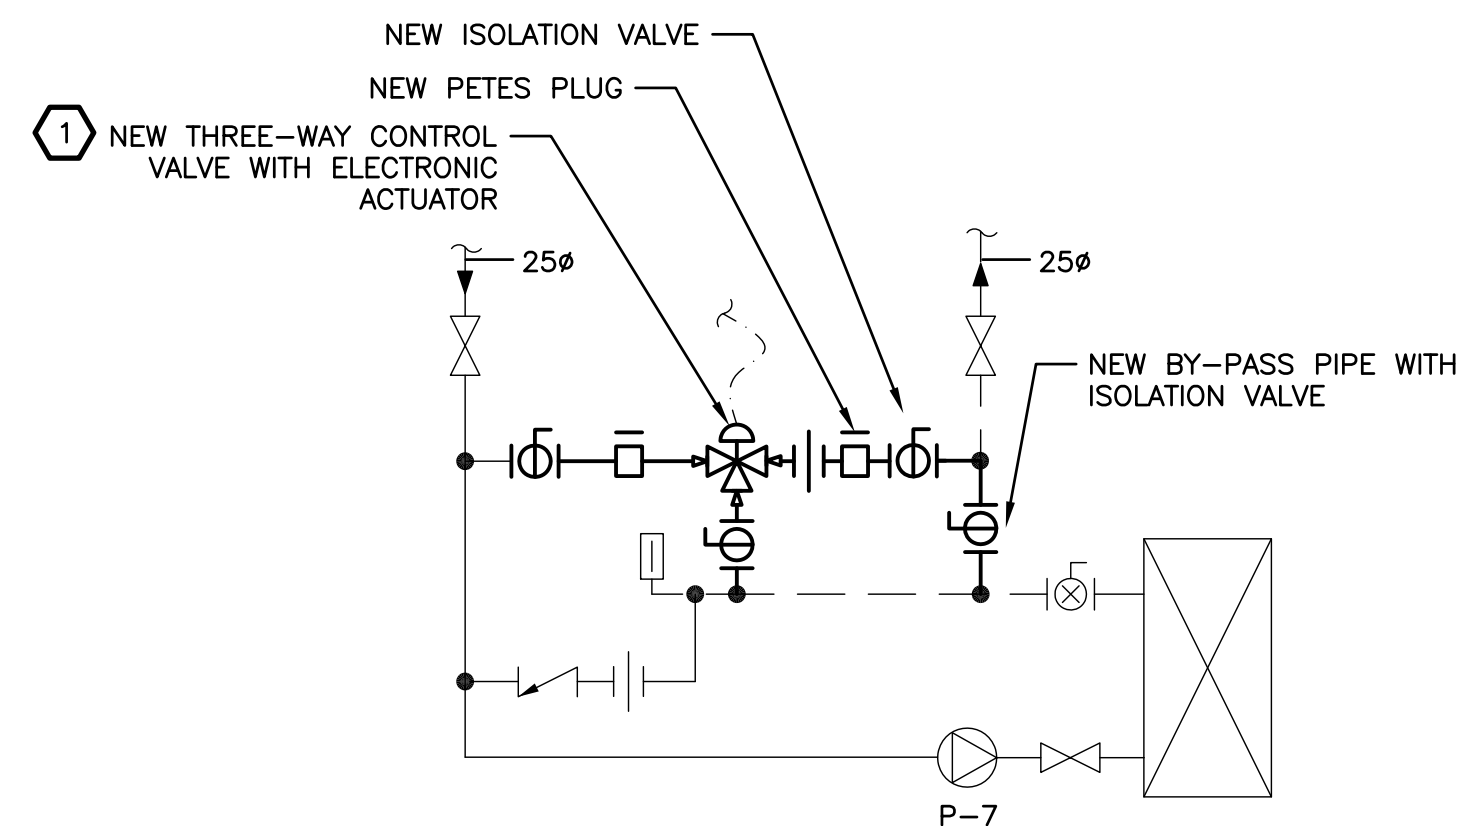 NEW ISOLATION VALVE
NEW PETES PLUG
1
NEW THREE-WAY CONTROL
VALVE WITH ELECTRONIC
ACTUATOR
25ø
25ø
NEW BY-PASS PIPE WITH
ISOLATION VALVE
P-7